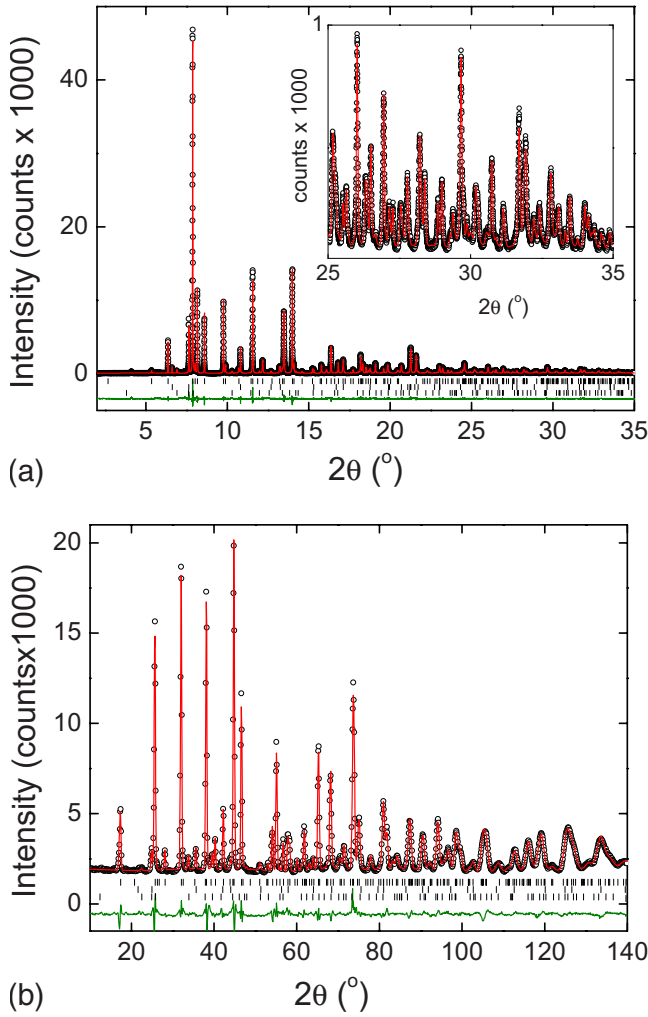 Intensity (counts x 1000)
40
20
0
5 10 15 20 25 30 35
2θ (°)
counts x 1000
1
25 30 35
2θ (°)
(a)
Intensity (countsx1000)
20
15
10
5
0
20 40 60 80 100 120 140
2θ (°)
(b)